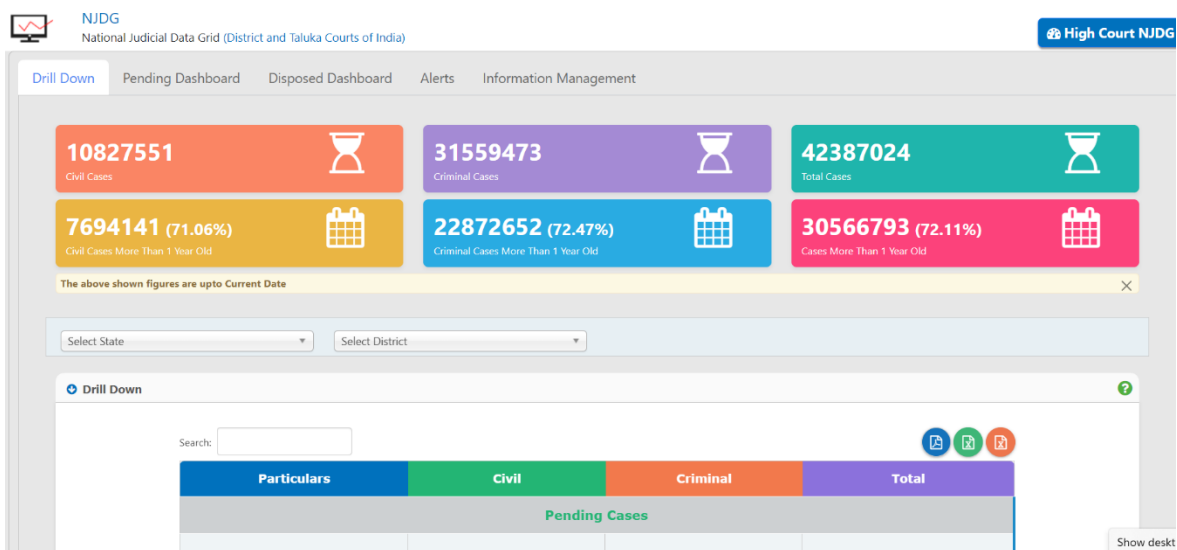 NJDG
National Judicial Data Grid (District and Taluka Courts of India)
High Court NJDG
Drill Down Pending Dashboard Disposed Dashboard Alerts Information Management
10827551 31559473 42387024
Civil Cases Criminal Cases Total Cases
7694141 (71.06%) 22872652 (72.47%) 30566793 (72.11%)
Civil Cases More Than 1 Year Old Criminal Cases More Than 1 Year Old Cases More Than 1 Year Old
The above shown figures are upto Current Date
Select State Select District
Drill Down
Search:
Particulars Civil Criminal Total
Pending Cases
Show deskt